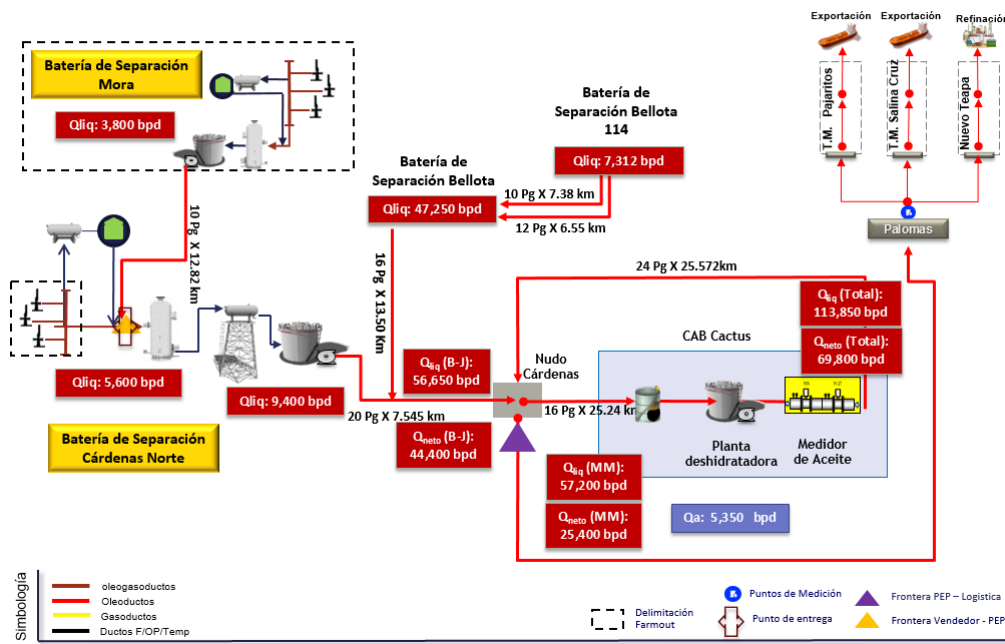 Exportación
Exportación
Refinación
T.M. Pajaritos
T.M. Salina Cruz
Nuevo Teapa
Palomas
Batería de Separación
Mora
Qliq: 3,800 bpd
10 Pg X 12.82 km
Batería de
Separación Bellota
114
Qliq: 7,312 bpd
Batería de
Separación Bellota
Qliq: 47,250 bpd
10 Pg X 7.38 km
12 Pg X 6.55 km
16 Pg X 13.50 Km
24 Pg X 25.572km
Qliq (Total):
113,850 bpd
Qneto (Total):
69,800 bpd
CAB Cactus
Qliq: 5,600 bpd
Qliq: 9,400 bpd
20 Pg X 7.545 km
Qliq (B-J):
56,650 bpd
Qneto (B-J):
44,400 bpd
Nudo
Cárdenas
16 Pg X 25.24 km
Planta
deshidratadora
Medidor
de Aceite
Batería de Separación
Cárdenas Norte
Qliq (MM):
57,200 bpd
Qneto (MM):
25,400 bpd
Qa: 5,350 bpd
Simbología
oleogasoductos
Oleoductos
Gasoductos
Ductos F/OP/Temp
Delimitación
Farmout
Puntos de Medición
Punto de entrega
Frontera PEP – Logistica
Frontera Vendedor - PEP